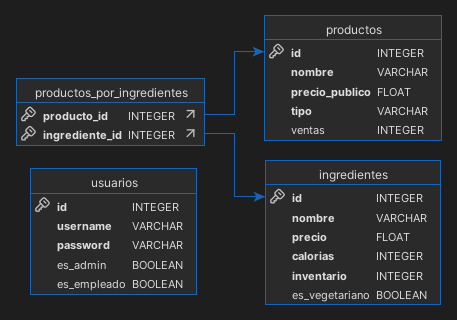 productos
id INTEGER
nombre VARCHAR
precio_publico FLOAT
tipo VARCHAR
ventas INTEGER
productos_por_ingredientes
producto_id INTEGER
ingrediente_id INTEGER
usuarios
id INTEGER
username VARCHAR
password VARCHAR
es_admin BOOLEAN
es_empleado BOOLEAN
ingredientes
id INTEGER
nombre VARCHAR
precio FLOAT
calorias INTEGER
inventario INTEGER
es_vegetariano BOOLEAN